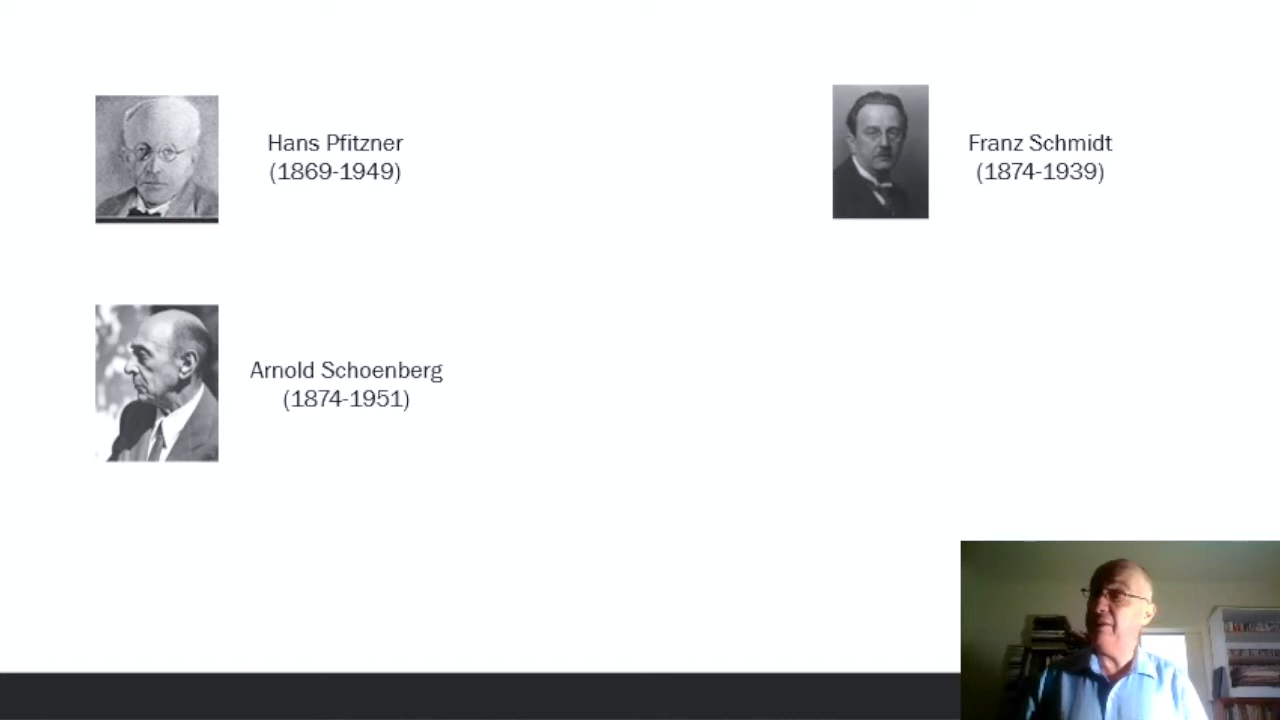 Hans Pfitzner
(1869-1949)
Franz Schmidt
(1874-1939)
Arnold Schoenberg
(1874-1951)